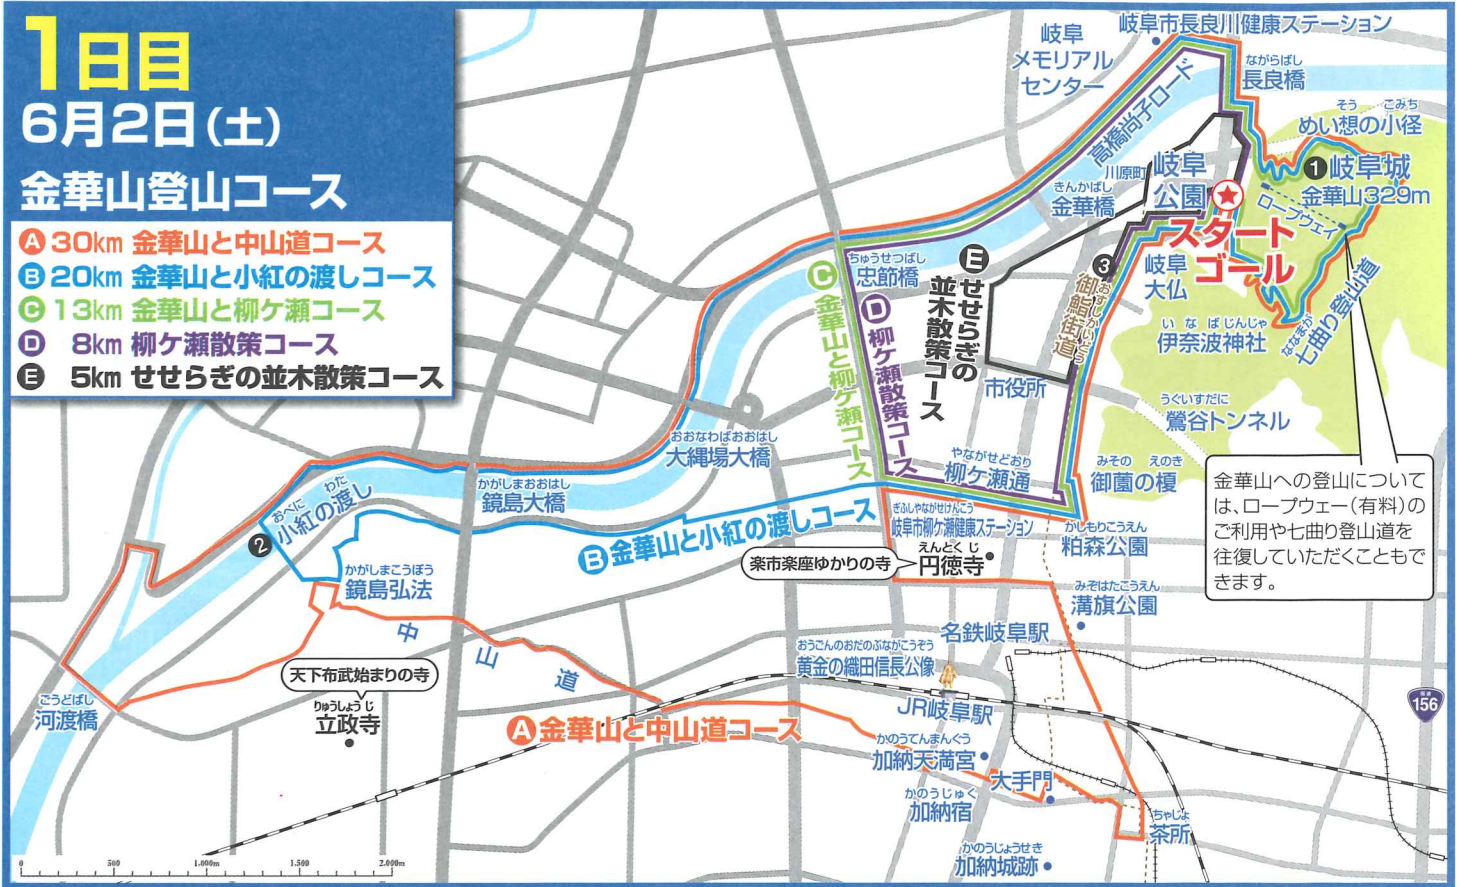 1日目
6月2日(土)
金華山登山コース
A 30km 金華山と中山道コース
B 20km 金華山と小紅の渡しコース
C 13km 金華山と柳ケ瀬コース
D 8km 柳ケ瀬散策コース
E 5km せせらぎの並木散策コース
岐阜市長良川健康ステーション
岐阜
メモリアル
センター
ながらばし
長良橋
そう こみち
めい想の小径
高橋尚子ロード
川原町
岐阜
公園
1 岐阜城
金華山329m
ロープウェイ
きんかばし
金華橋
スタート
ゴール
ちゅうせつばし
忠節橋
3
おすしかいどう
御鮨街道
岐阜
大仏
いなばじんじゃ
伊奈波神社
ななまが
七曲り登山道
C 金華山と柳ケ瀬コース
D 柳ケ瀬散策コース
E せせらぎの
並木散策コース
市役所
うぐいすだに
鶯谷トンネル
おおなわばおおはし
大縄場大橋
やながせどおり
柳ケ瀬通
みその えのき
御薗の榎
金華山への登山について
は、ロープウェー(有料)の
ご利用や七曲り登山道を
往復していただくこともで
きます。
かがしまおおはし
鏡島大橋
おべに わた
小紅の渡し
2
B 金華山と小紅の渡しコース
ぎふしやながせけんこう
岐阜市柳ケ瀬健康ステーション
かしもりこうえん
粕森公園
楽市楽座ゆかりの寺
えんとくじ
円徳寺
かがしまこうぼう
鏡島弘法
みぞはたこうえん
溝旗公園
中山道
名鉄岐阜駅
おうごんのおだのぶながこうぞう
黄金の織田信長公像
天下布武始まりの寺
りゅうしょうじ
立政寺
ごうどばし
河渡橋
JR岐阜駅
国道
156
A 金華山と中山道コース
かのうてんまんぐう
加納天満宮
大手門
かのうじゅく
加納宿
ちゃじょ
茶所
かのうじょうせき
加納城跡
0 500 1.000m 1.500 2.000m